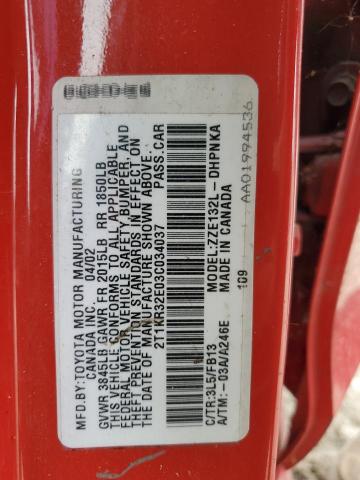 MFD.BY:TOYOTA MOTOR MANUFACTURING
CANADA INC. 04/02
GVWR 3845LB GAWR FR 2015LB RR 1850LB
THIS VEHICLE CONFORMS TO ALL APPLICABLE
FEDERAL MOTOR VEHICLE SAFETY, BUMPER, AND
THEFT PREVENTION STANDARDS IN EFFECT ON
THE DATE OF MANUFACTURE SHOWN ABOVE.
2T1KR32E03C034037 PASS.CAR
C/TR:3L5/FB13 MODEL:ZZE132L-DHPNKA
A/TM:-03A/A246E MADE IN CANADA
109 AA01994536